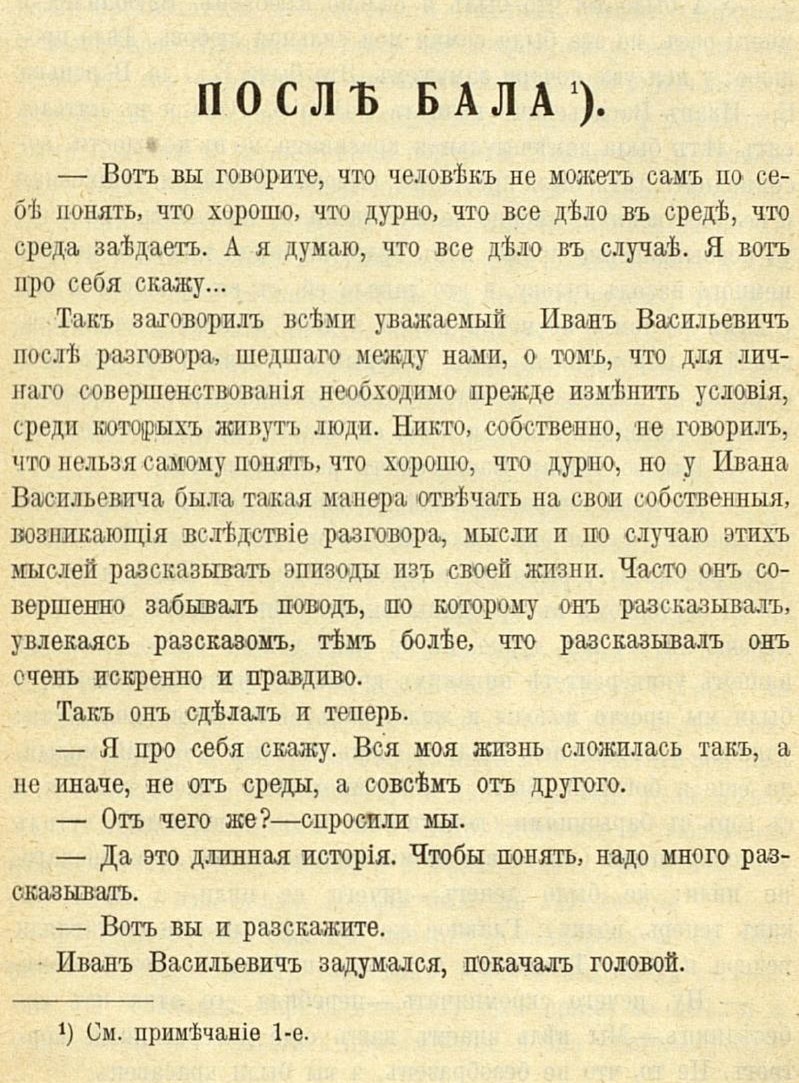 ПОСЛѢ БАЛА ¹).
— Вотъ вы говорите, что человѣкъ не можетъ самъ по се-
бѣ понять, что хорошо, что дурно, что все дѣло въ средѣ, что
среда заѣдаетъ. А я думаю, что все дѣло въ случаѣ. Я вотъ
про себя скажу...
Такъ заговорилъ всѣми уважаемый Иванъ Васильевичъ
послѣ разговора, шедшаго между нами, о томъ, что для лич-
наго совершенствованія необходимо прежде измѣнить условія,
среди которыхъ живутъ люди. Никто, собственно, не говорилъ,
что нельзя самому понять, что хорошо, что дурно, но у Ивана
Васильевича была такая манера отвѣчать на свои собственныя,
возникающія вслѣдствіе разговора, мысли и по случаю этихъ
мыслей разсказывать эпизоды изъ своей жизни. Часто онъ со-
вершенно забывалъ поводъ, по которому онъ разсказывалъ,
увлекаясь разсказомъ, тѣмъ болѣе, что разсказывалъ онъ
очень искренно и правдиво.
Такъ онъ сдѣлалъ и теперь.
— Я про себя скажу. Вся моя жизнь сложилась такъ, а
не иначе, не отъ среды, а совсѣмъ отъ другого.
— Отъ чего же?—спросили мы.
— Да это длинная исторія. Чтобы понять, надо много раз-
сказывать.
— Вотъ вы и разскажите.
Иванъ Васильевичъ задумался, покачалъ головой.
¹) См. примѣчаніе 1-е.